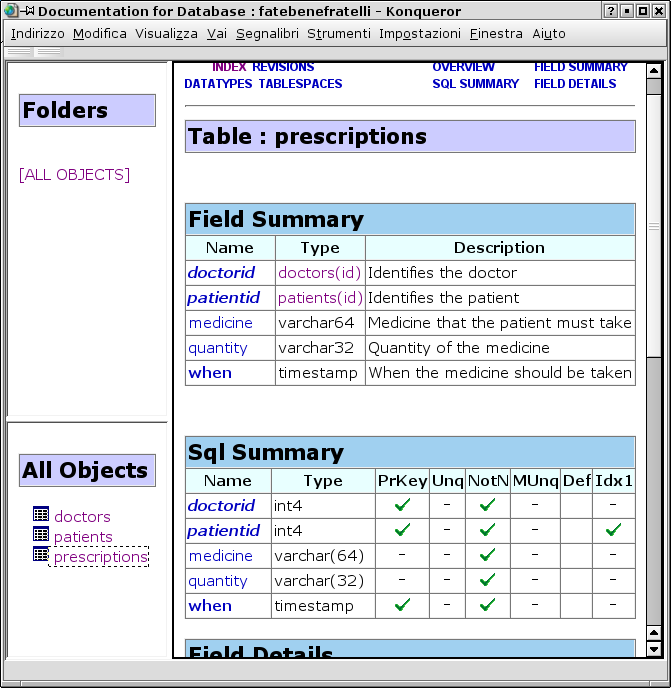 Documentation for Database : fatebenefratelli - Konqueror
Indirizzo Modifica Visualizza Vai Segnalibri Strumenti Impostazioni Finestra Aiuto
Folders
[ALL OBJECTS]
All Objects
doctors
patients
prescriptions
INDEX REVISIONS OVERVIEW FIELD SUMMARY
DATATYPES TABLESPACES SQL SUMMARY FIELD DETAILS
Table : prescriptions
Field Summary
Name Type Description
doctorid doctors(id) Identifies the doctor
patientid patients(id) Identifies the patient
medicine varchar64 Medicine that the patient must take
quantity varchar32 Quantity of the medicine
when timestamp When the medicine should be taken
Sql Summary
Name Type PrKey Unq NotN MUnq Def Idx1
doctorid int4 ✓ - ✓ - -
patientid int4 ✓ - ✓ - ✓
medicine varchar(64) - - ✓ - -
quantity varchar(32) - - ✓ - -
when timestamp ✓ - ✓ - -
Field Details